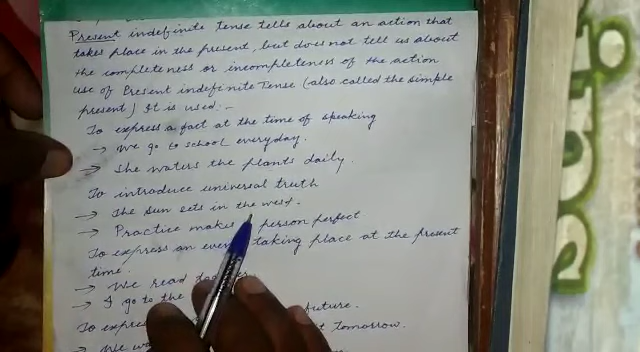 Present indefinite tense tells about an action that
takes place in the present, but does not tell us about
the completeness or incompleteness of the action
use of Present indefinite Tense (also called the simple
present) It is used:-
To express a fact at the time of speaking
→ We go to school everyday.
→ She waters the plants daily.
To introduce universal truth
→ The sun sets in the west.
→ Practice makes person perfect
To express an taking place at the present
time.
→ We read
→ I go to the
future.
tomorrow.
→ We